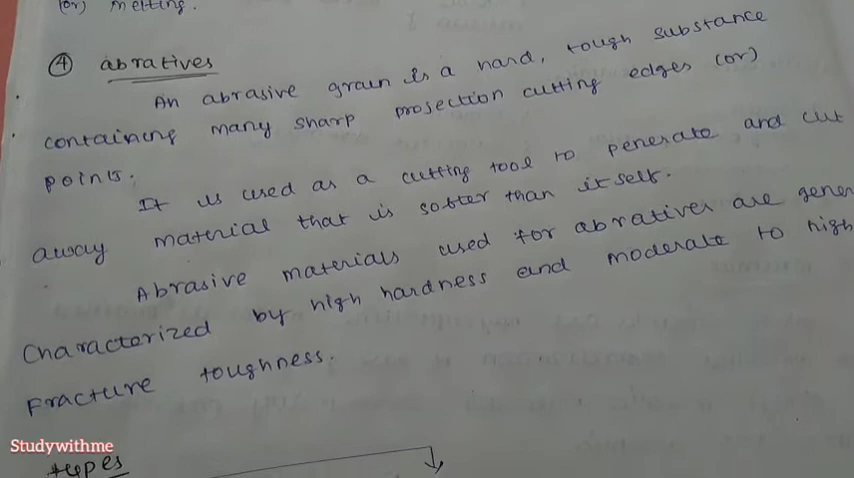 (or) melting.
④ abratives
An abrasive grain is a hard, tough substance
containing many sharp prosection cutting edges (or)
points.
It is used as a cutting tool to penerate and cut
away material that is softer than itself.
Abrasive materials used for abratives are gener
Characterized by high hardness and moderate to high
Fracture toughness.
Studywithme
types